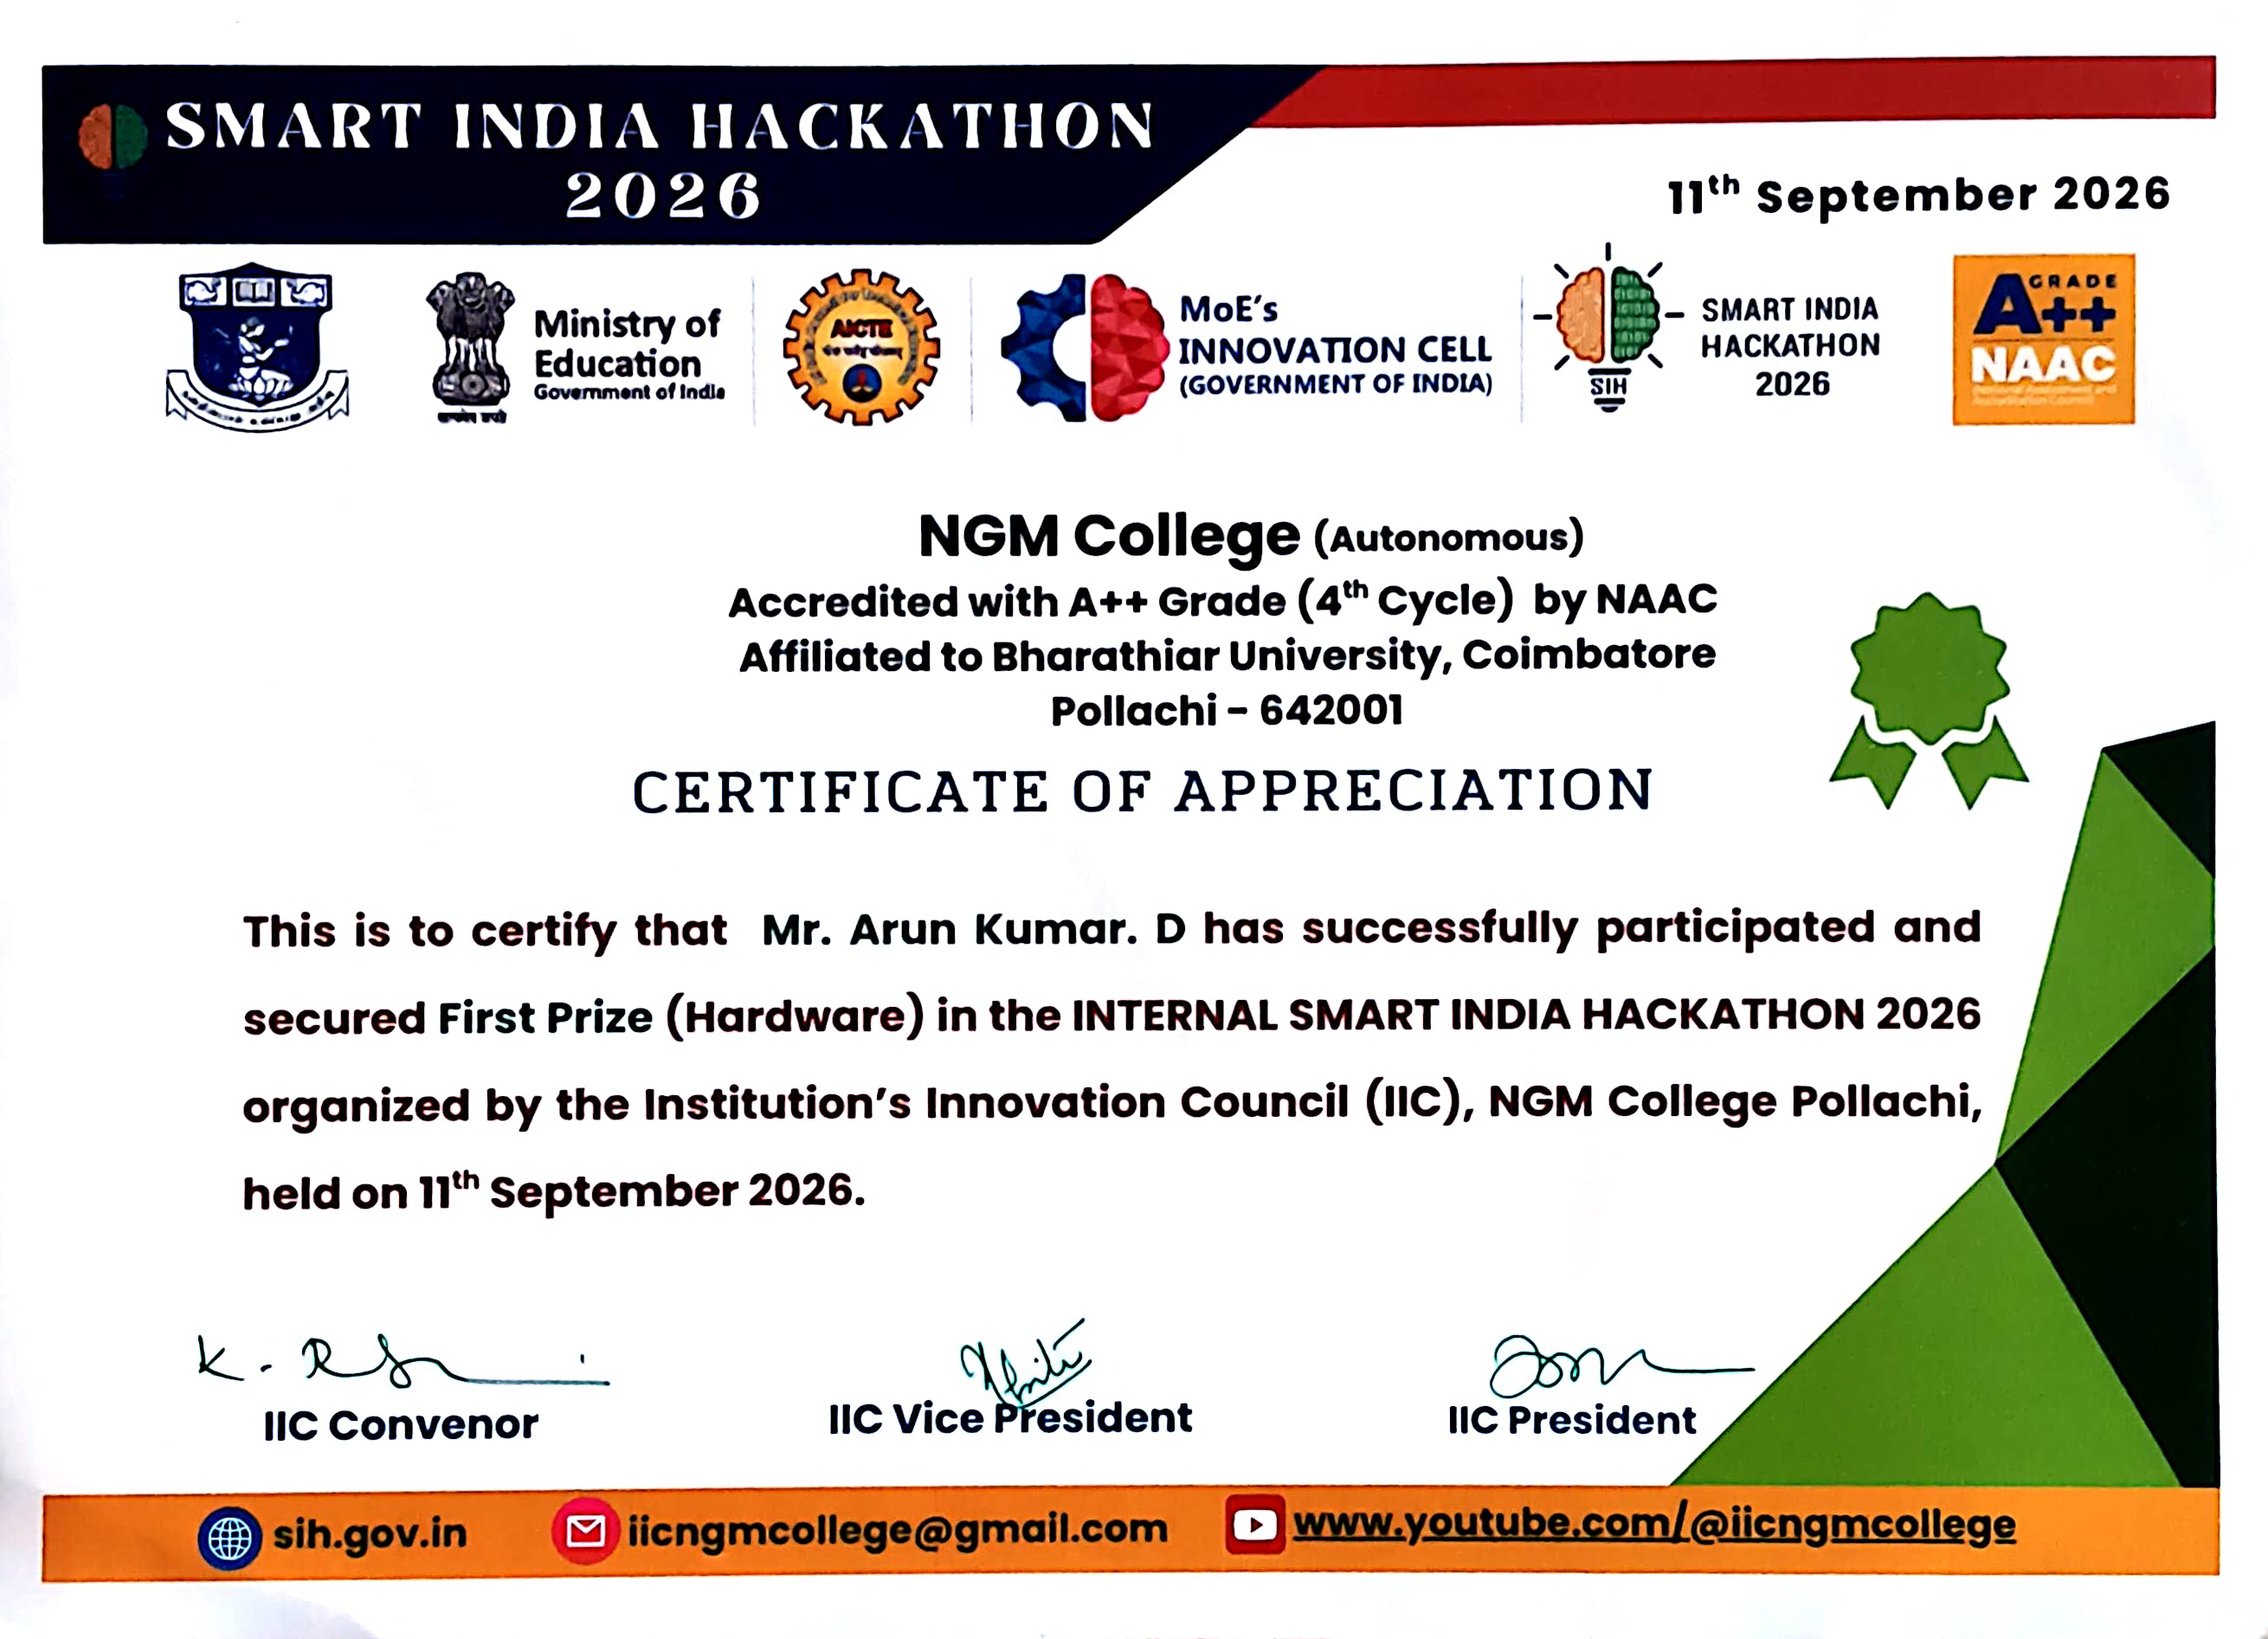 SMART INDIA HACKATHON
2026
11th September 2026
Ministry of
Education
Government of India
AICTE
MoE's
INNOVATION CELL
(GOVERNMENT OF INDIA)
SIH
SMART INDIA
HACKATHON
2026
GRADE
A++
NAAC
NGM College (Autonomous)
Accredited with A++ Grade (4th Cycle) by NAAC
Affiliated to Bharathiar University, Coimbatore
Pollachi - 642001
CERTIFICATE OF APPRECIATION
This is to certify that Mr. Arun Kumar. D has successfully participated and
secured First Prize (Hardware) in the INTERNAL SMART INDIA HACKATHON 2026
organized by the Institution's Innovation Council (IIC), NGM College Pollachi,
held on 11th September 2026.
IIC Convenor
IIC Vice President
IIC President
sih.gov.in
iicngmcollege@gmail.com
www.youtube.com/@iicngmcollege